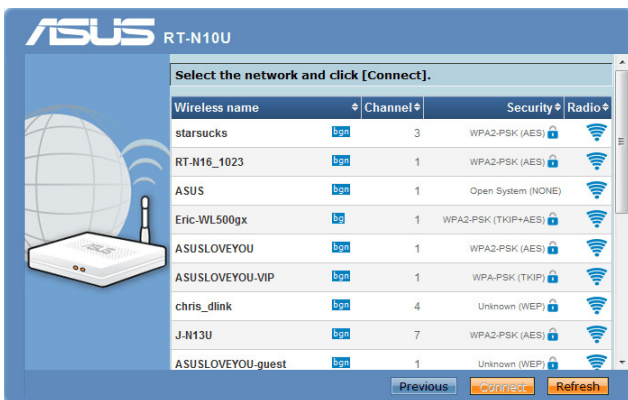 ASUS RT-N10U
Select the network and click [Connect].
Wireless name Channel Security Radio
starsucks bgn 3 WPA2-PSK (AES)
RT-N16_1023 bgn 1 WPA2-PSK (AES)
ASUS bgn 1 Open System (NONE)
Eric-WL500gx bg 1 WPA2-PSK (TKIP+AES)
ASUSLOVEYOU bgn 1 WPA2-PSK (AES)
ASUSLOVEYOU-VIP bgn 1 WPA-PSK (TKIP)
chris_dlink bgn 4 Unknown (WEP)
J-N13U bgn 7 WPA2-PSK (AES)
ASUSLOVEYOU-guest bgn 1 Unknown (WEP)
ASUS
Previous Connect Refresh